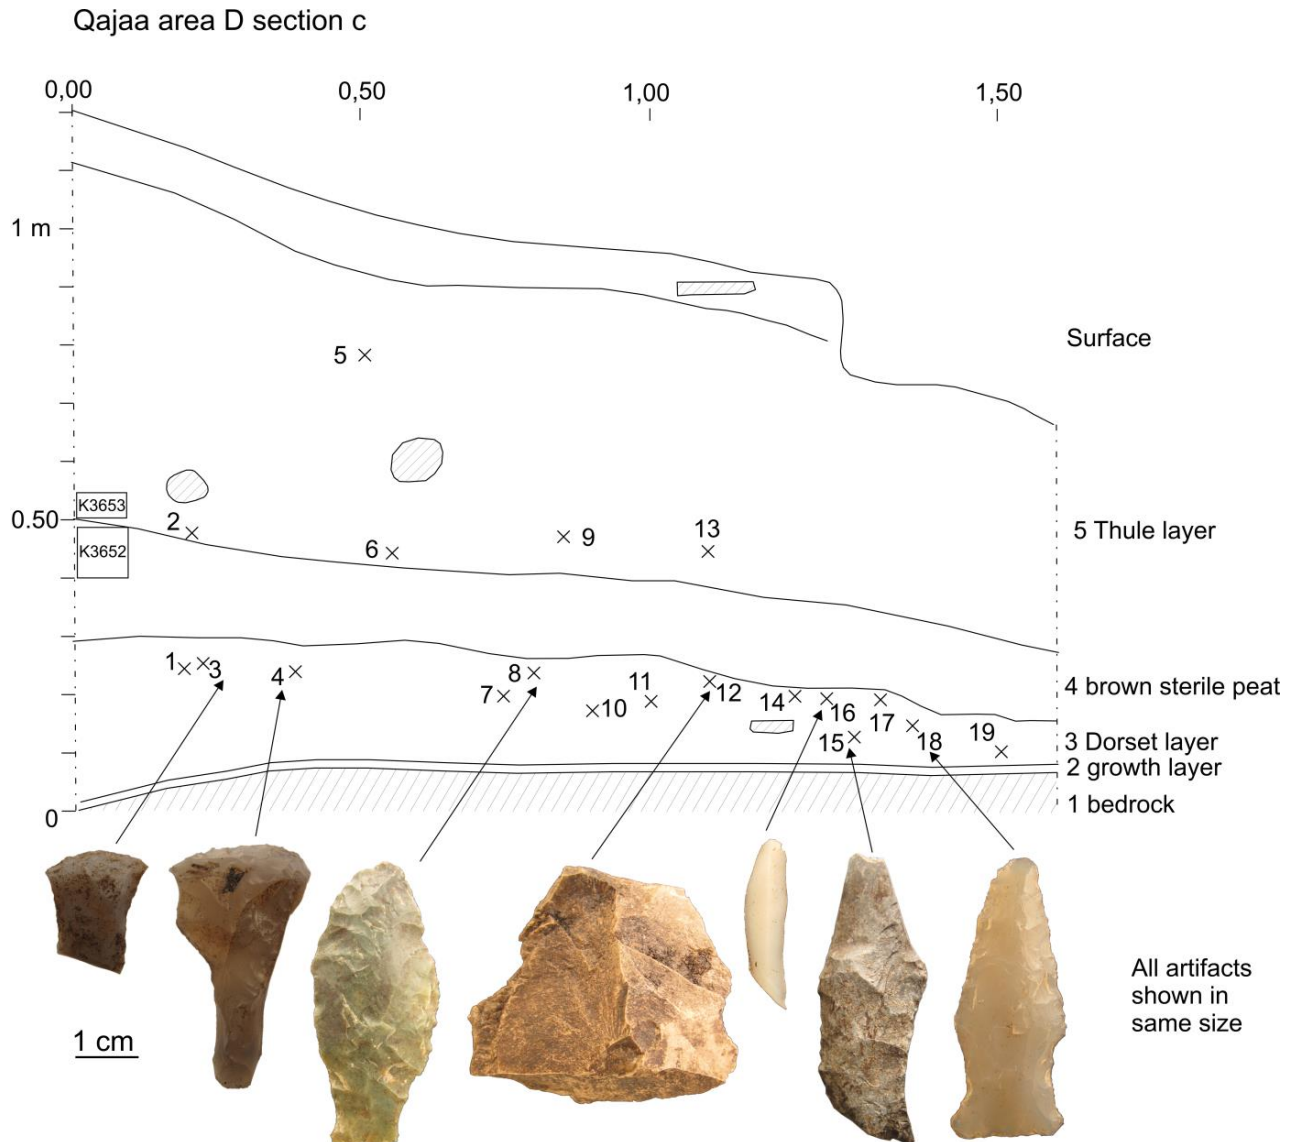 Qajaa area D section c
0,00 0,50 1,00 1,50
1 m
5
Surface
K3653
0.50
2
K3652
6
9
13
5 Thule layer
1
3
4
7
8
10
11
12
14
16
15
17
18
19
4 brown sterile peat
3 Dorset layer
2 growth layer
1 bedrock
0
All artifacts
shown in
same size
1 cm